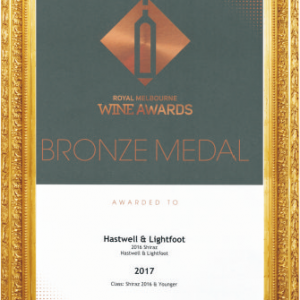 ROYAL MELBOURNE
WINE AWARDS
BRONZE MEDAL
AWARDED TO
Hastwell & Lightfoot
2016 Shiraz
Hastwell & Lightfoot
2017
Class: Shiraz 2016 & Younger